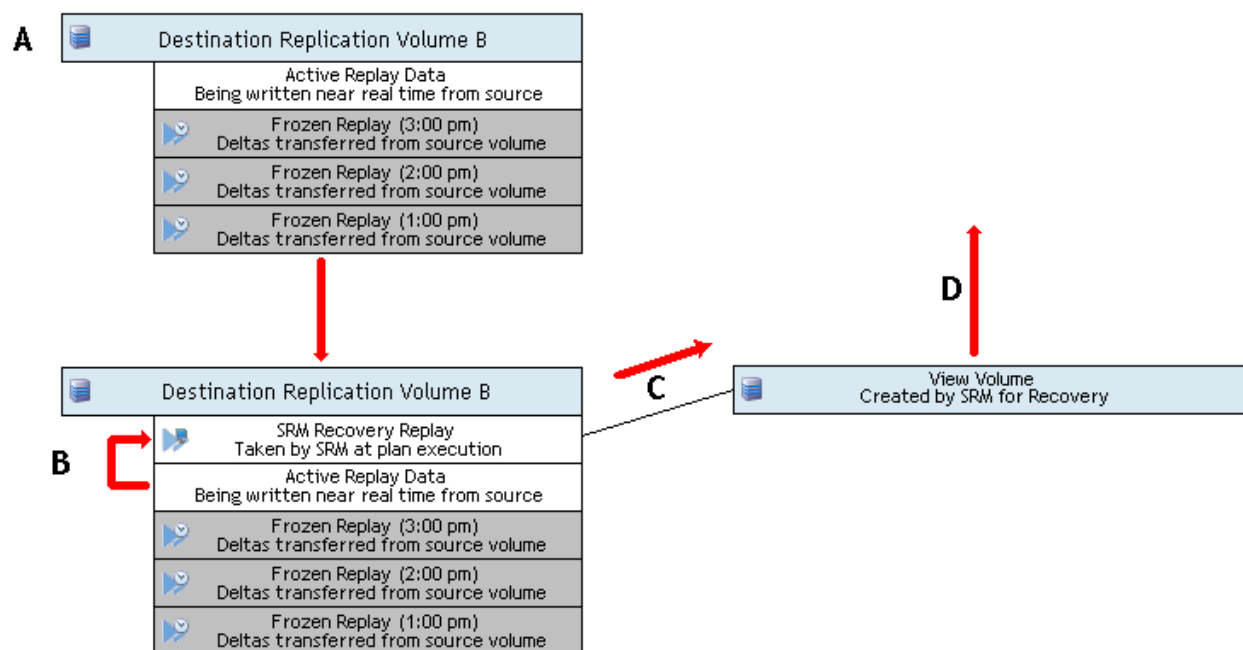 A
Destination Replication Volume B
Active Replay Data
Being written near real time from source
Frozen Replay (3:00 pm)
Deltas transferred from source volume
Frozen Replay (2:00 pm)
Deltas transferred from source volume
Frozen Replay (1:00 pm)
Deltas transferred from source volume
D
C
Destination Replication Volume B
View Volume
Created by SRM for Recovery
B
SRM Recovery Replay
Taken by SRM at plan execution
Active Replay Data
Being written near real time from source
Frozen Replay (3:00 pm)
Deltas transferred from source volume
Frozen Replay (2:00 pm)
Deltas transferred from source volume
Frozen Replay (1:00 pm)
Deltas transferred from source volume